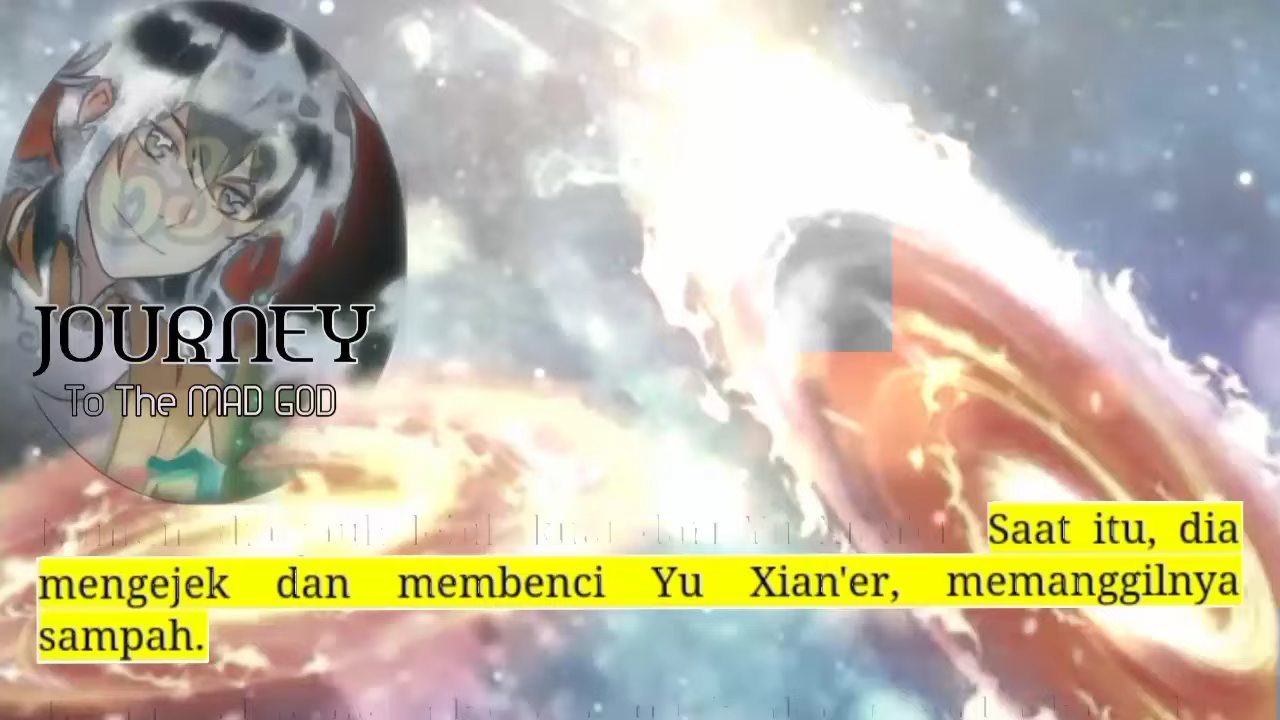 JOURNEY
To The MAD GOD
Saat itu, dia
mengejek dan membenci Yu Xian'er, memanggilnya
sampah.